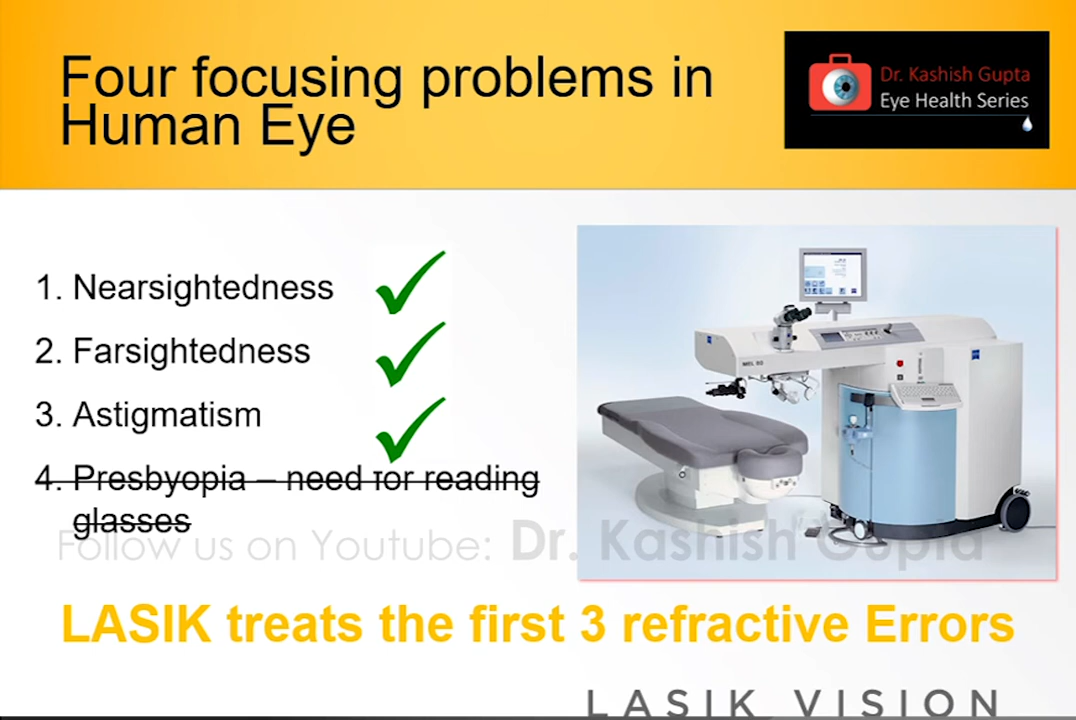 Four focusing problems in
Human Eye
Dr. Kashish Gupta
Eye Health Series
1. Nearsightedness
2. Farsightedness
3. Astigmatism
4. Presbyopia – need for reading
glasses
MEL 80
Follow us on Youtube: Dr. Kashish Gupta
LASIK treats the first 3 refractive Errors
LASIK VISION